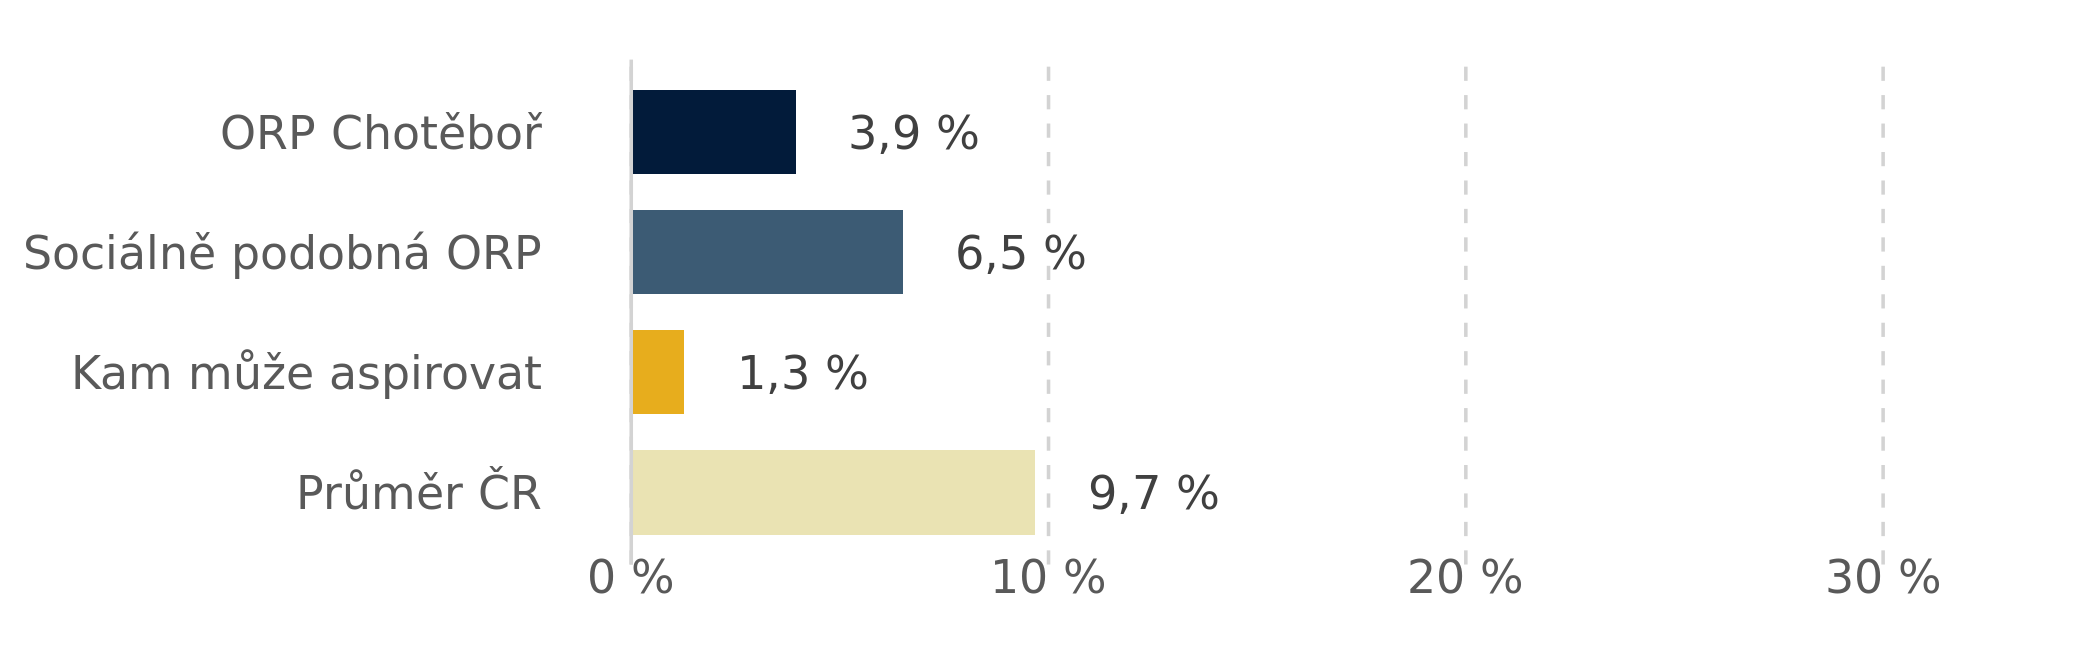 ORP Chotěboř 3,9 %
Sociálně podobná ORP 6,5 %
Kam může aspirovat 1,3 %
Průměr ČR 9,7 %
0 % 10 % 20 % 30 %